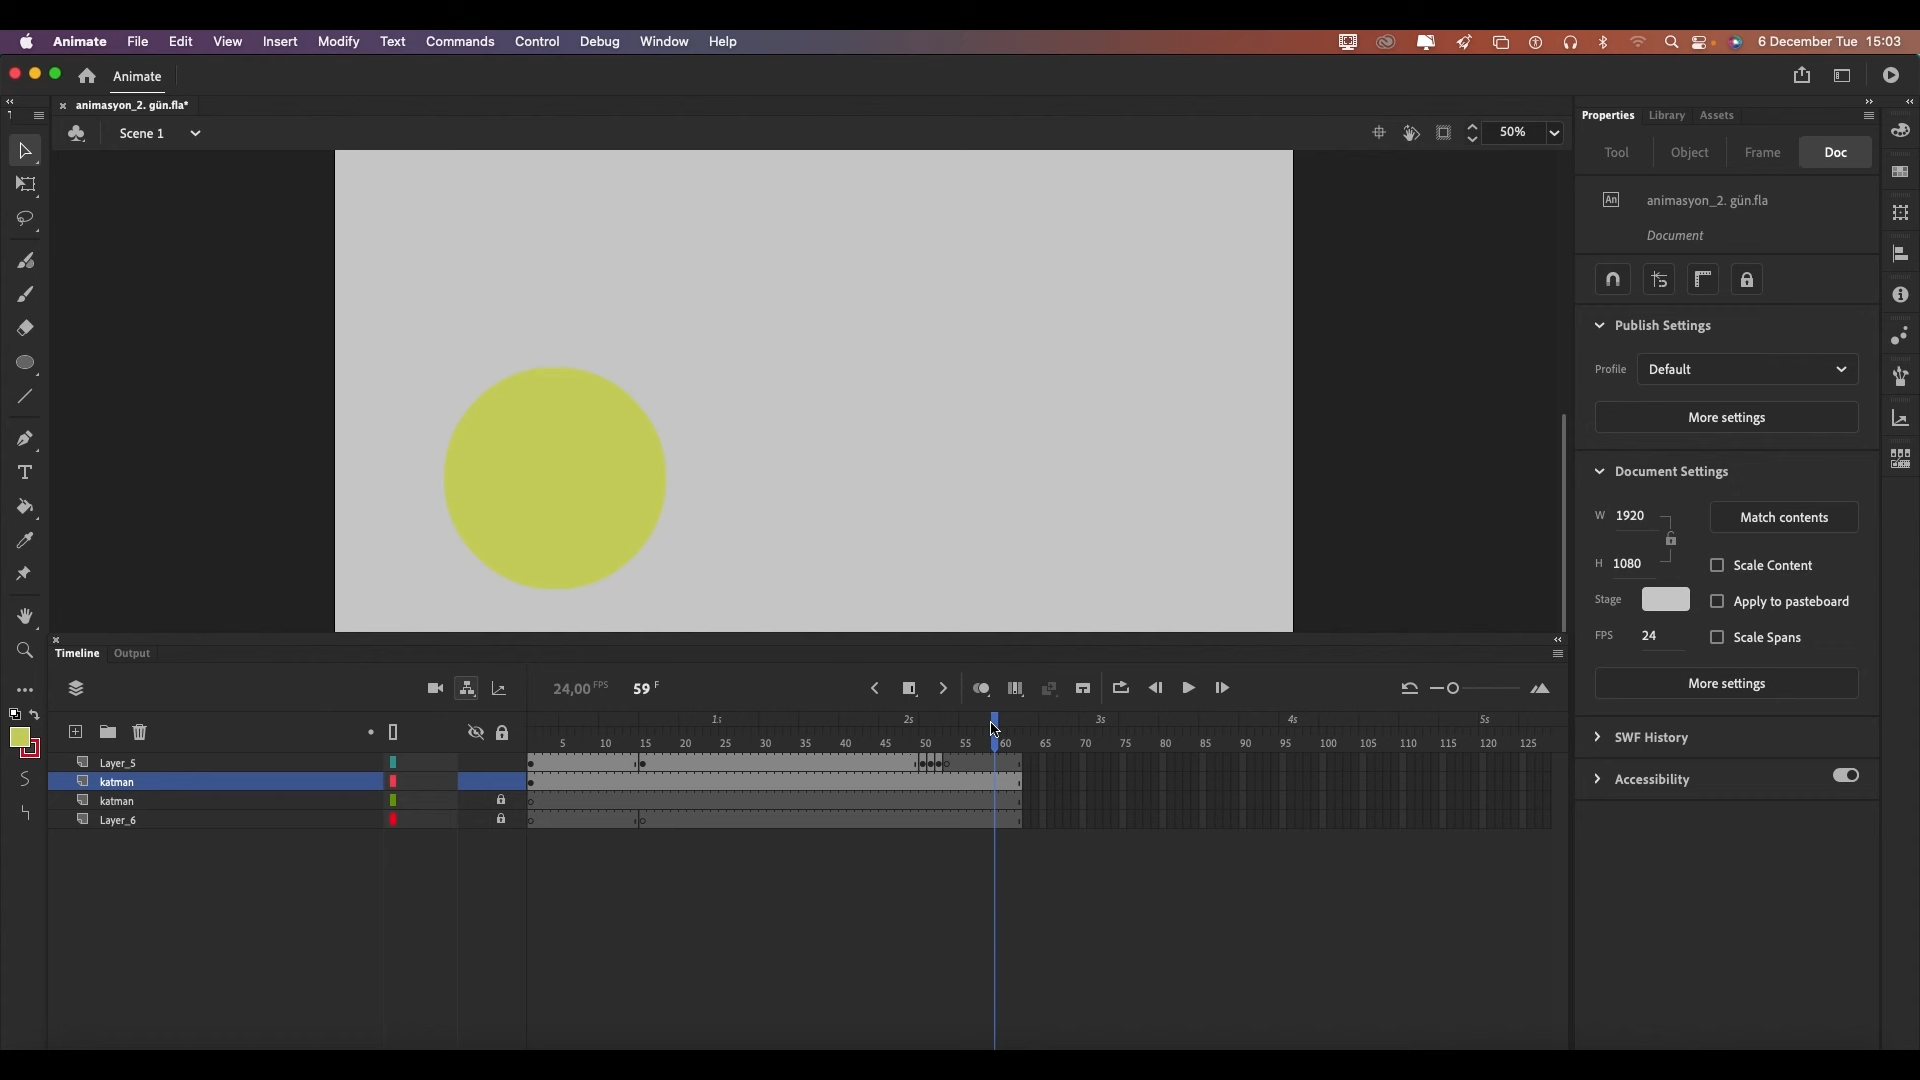 Animate File Edit View Insert Modify Text Commands Control Debug Window Help 6 December Tue 15:03
Animate
animasyon_2. gün.fla*
Scene 1 50%
Properties Library Assets
Tool Object Frame Doc
An animasyon_2. gün.fla
Document
Publish Settings
Profile Default
More settings
Document Settings
W 1920 Match contents
H 1080 Scale Content
Stage Apply to pasteboard
FPS 24 Scale Spans
More settings
SWF History
Accessibility
Timeline Output
24,00 FPS 59 F
1s 2s 3s 4s 5s
5 10 15 20 25 30 35 40 45 50 55 60 65 70 75 80 85 90 95 100 105 110 115 120 125
Layer_5
katman
katman
Layer_6